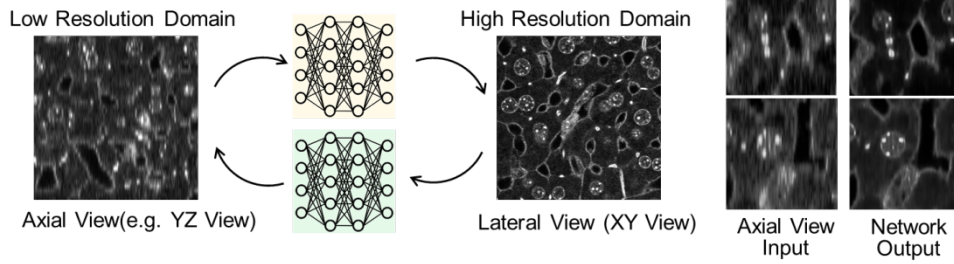 Low Resolution Domain
High Resolution Domain
Axial View(e.g. YZ View)
Lateral View (XY View)
Axial View
Input
Network
Output